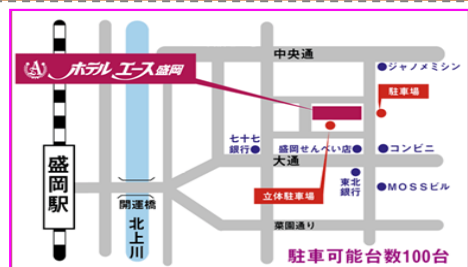 中央通
ジャノメミシン
A ホテル エース盛岡
駐車場
七十七
銀行
盛岡せんべい店
コンビニ
大通
盛岡駅
立体駐車場
東北
銀行
MOSSビル
開運橋
北上川
菜園通り
駐車可能台数100台